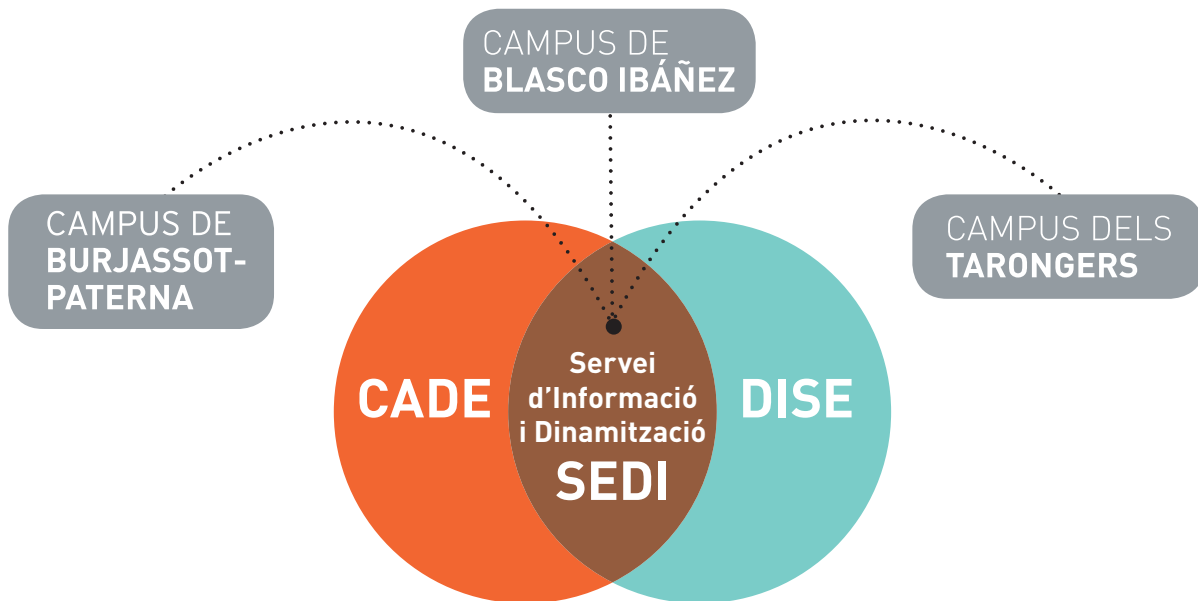 CAMPUS DE
BLASCO IBÁÑEZ
CAMPUS DE
BURJASSOT-
PATERNA
CAMPUS DELS
TARONGERS
CADE
Servei
d'Informació
i Dinamització
SEDI
DISE